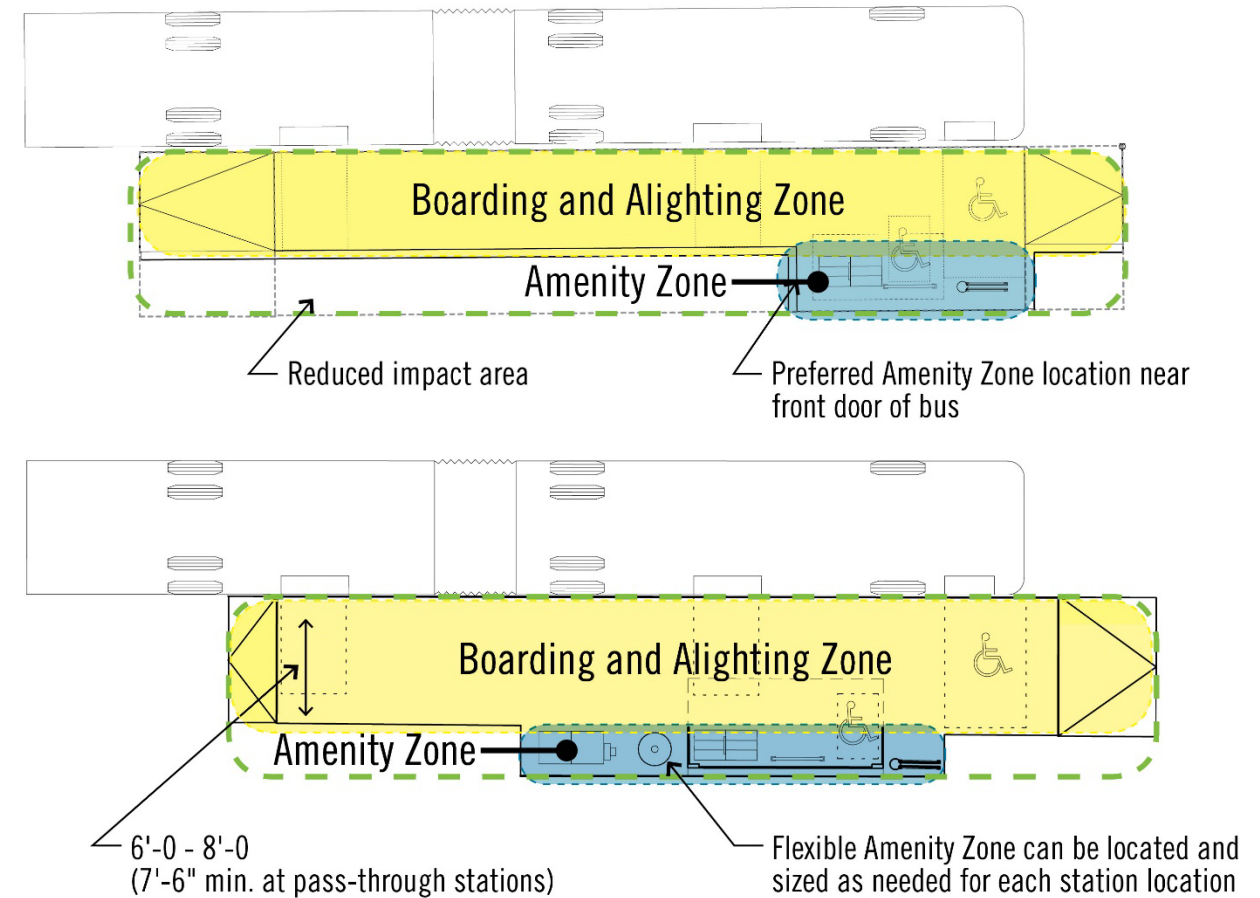 Boarding and Alighting Zone
Amenity Zone
Reduced impact area
Preferred Amenity Zone location near
front door of bus
Boarding and Alighting Zone
Amenity Zone
6'-0 - 8'-0
(7'-6" min. at pass-through stations)
Flexible Amenity Zone can be located and
sized as needed for each station location